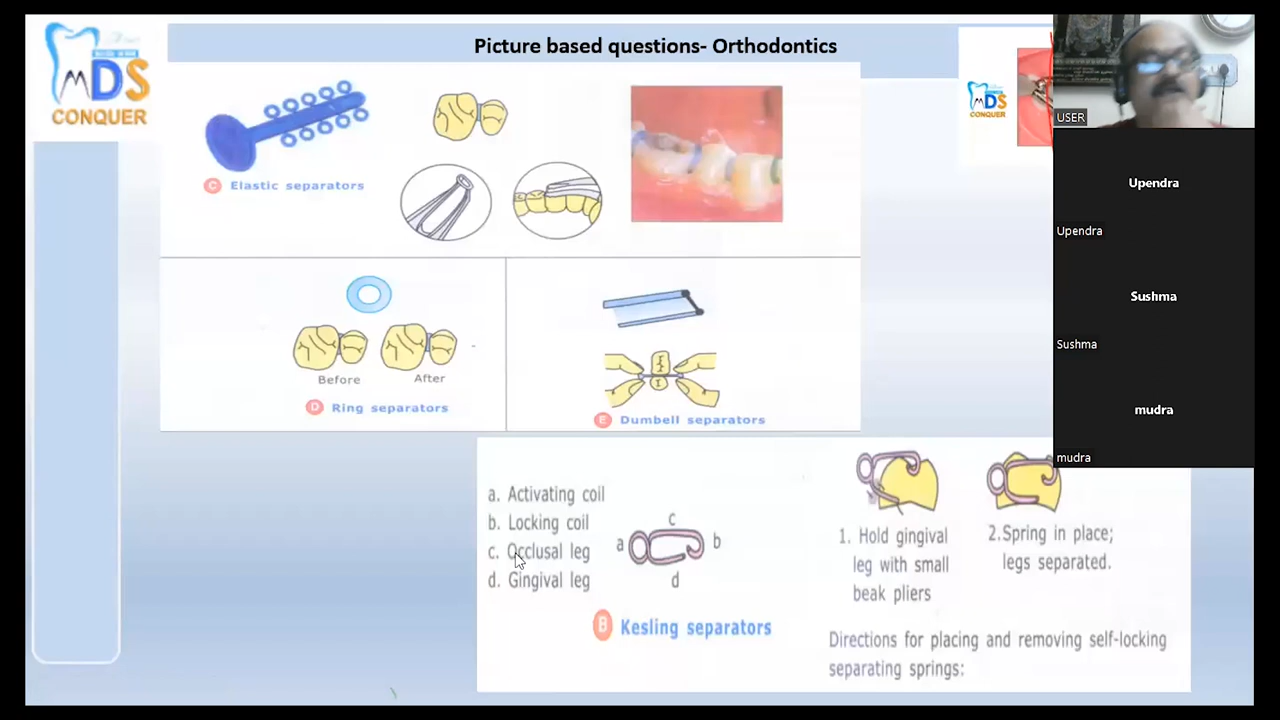 Picture based questions- Orthodontics
MDS
CONQUER
MDS
CONQUER
C Elastic separators
Before
After
D Ring separators
E Dumbell separators
a. Activating coil
b. Locking coil
c. Occlusal leg
d. Gingival leg
c
a
b
d
B Kesling separators
1. Hold gingival
leg with small
beak pliers
2.Spring in place;
legs separated.
Directions for placing and removing self-locking
separating springs:
USER
Upendra
Upendra
Sushma
Sushma
mudra
mudra